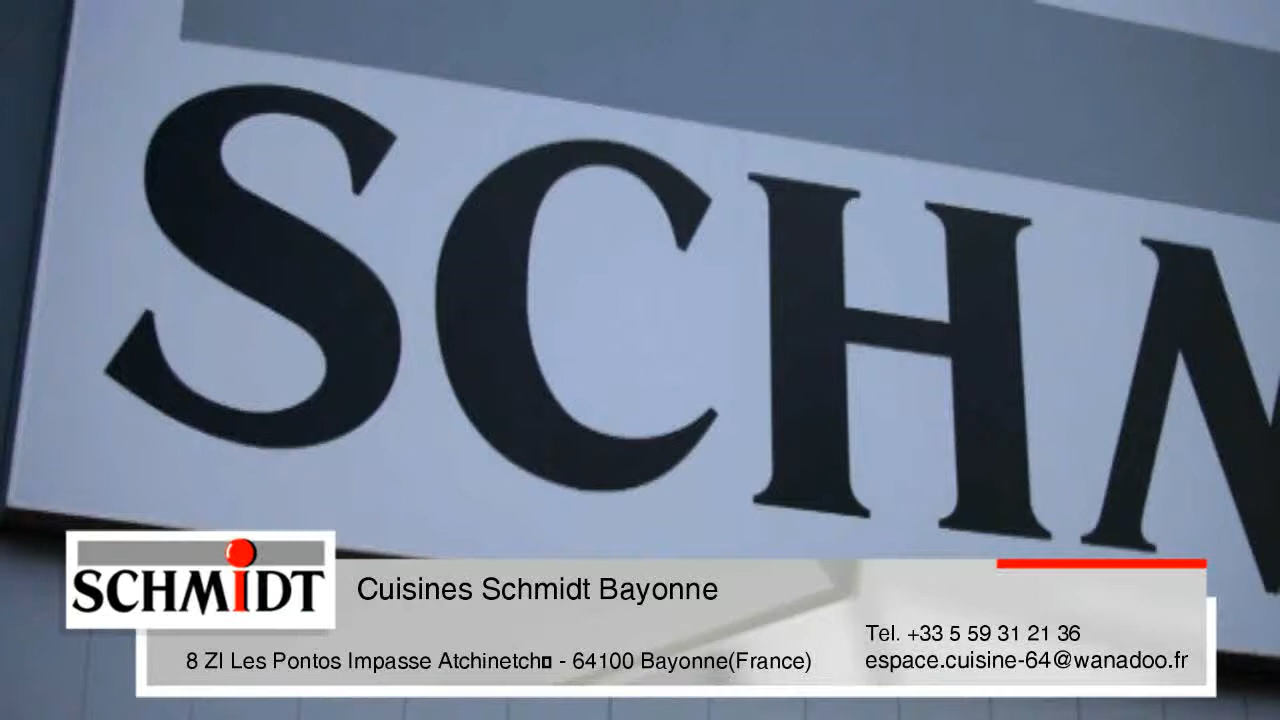 SCHM
SCHMIDT
Cuisines Schmidt Bayonne
Tel. +33 5 59 31 21 36
8 ZI Les Pontos Impasse Atchinetch - 64100 Bayonne(France)
espace.cuisine-64@wanadoo.fr